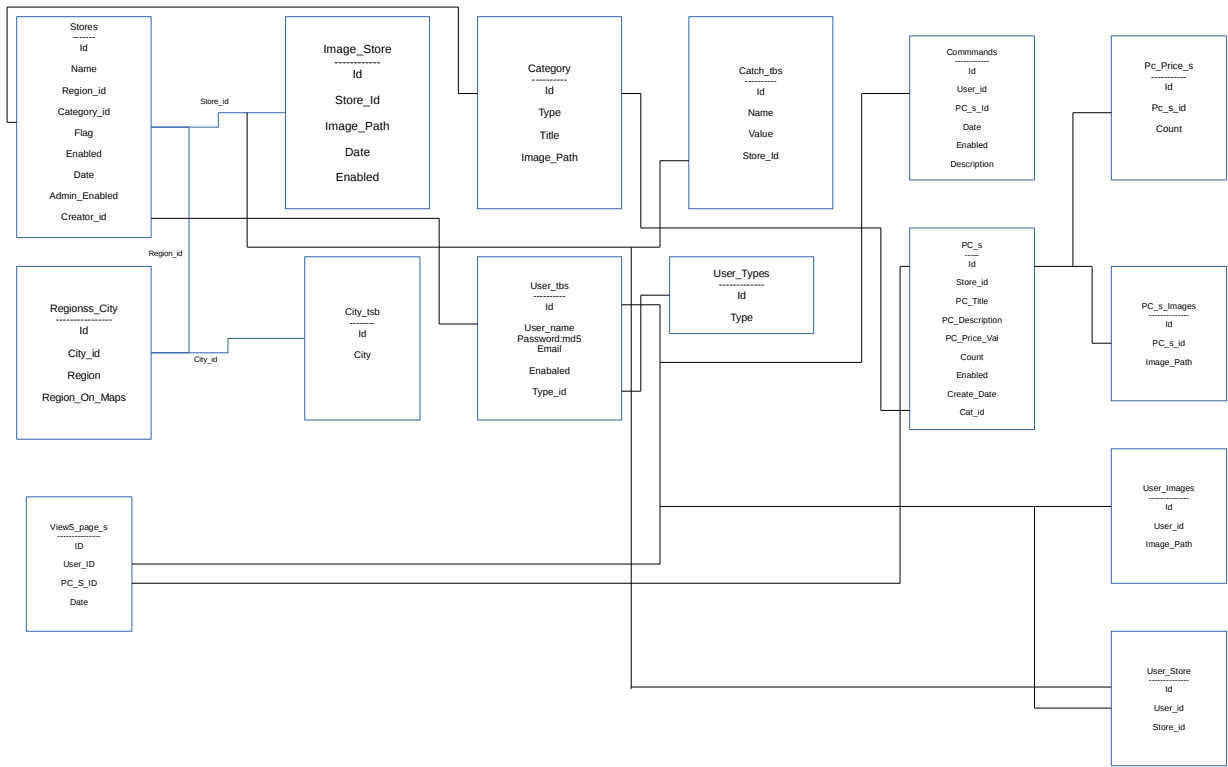 Stores
-------
Id
Name
Region_id
Category_id
Flag
Enabled
Date
Admin_Enabled
Creator_id
Store_id
Image_Store
------------
Id
Store_Id
Image_Path
Date
Enabled
Category
----------
Id
Type
Title
Image_Path
Catch_tbs
----------
Id
Name
Value
Store_Id
Commmands
------------
Id
User_id
PC_s_Id
Date
Enabled
Description
Pc_Price_s
-----------
Id
Pc_s_id
Count
Region_id
Regionss_City
----------------
Id
City_id
Region
Region_On_Maps
City_id
City_tsb
--------
Id
City
User_tbs
----------
Id
User_name
Password:md5
Email
Enabaled
Type_id
User_Types
-------------
Id
Type
PC_s
-----
Id
Store_id
PC_Title
PC_Description
PC_Price_Val
Count
Enabled
Create_Date
Cat_id
PC_s_Images
--------------
Id
PC_s_id
Image_Path
ViewS_page_s
---------------
ID
User_ID
PC_S_ID
Date
User_Images
--------------
Id
User_id
Image_Path
User_Store
--------------
Id
User_id
Store_id